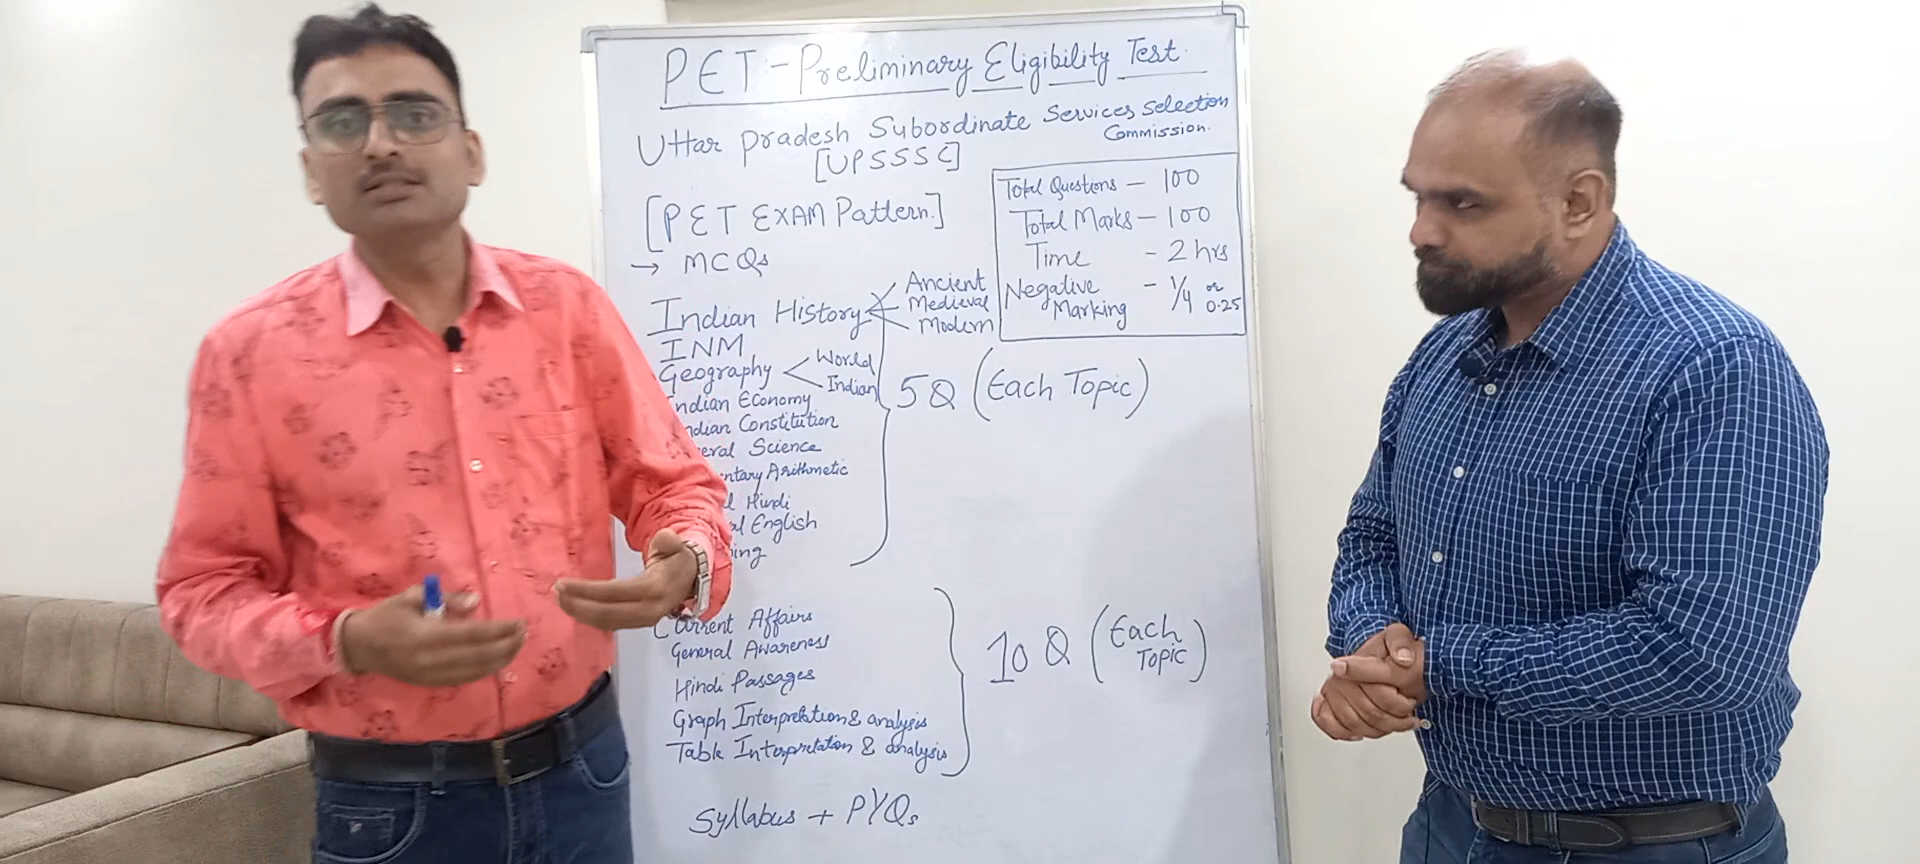 PET - Preliminary Eligibility Test
Uttar Pradesh Subordinate Services Selection Commission.
[UPSSSC]
[PET EXAM Pattern.]
→ MCQs
Total Questions - 100
Total Marks - 100
Time - 2 hrs
Negative Marking - 1/4 or 0.25
Indian History
Ancient
Medieval
Modern
INM
Geography
World
Indian
Indian Economy
ndian Constitution
eral Science
ntary Arithmetic
l Hindi
al English
ing
5Q (Each Topic)
Current Affairs
General Awareness
Hindi Passages
Graph Interpretation & analysis
Table Interpretation & analysis
10 Q (Each Topic)
Syllabus + PYQs